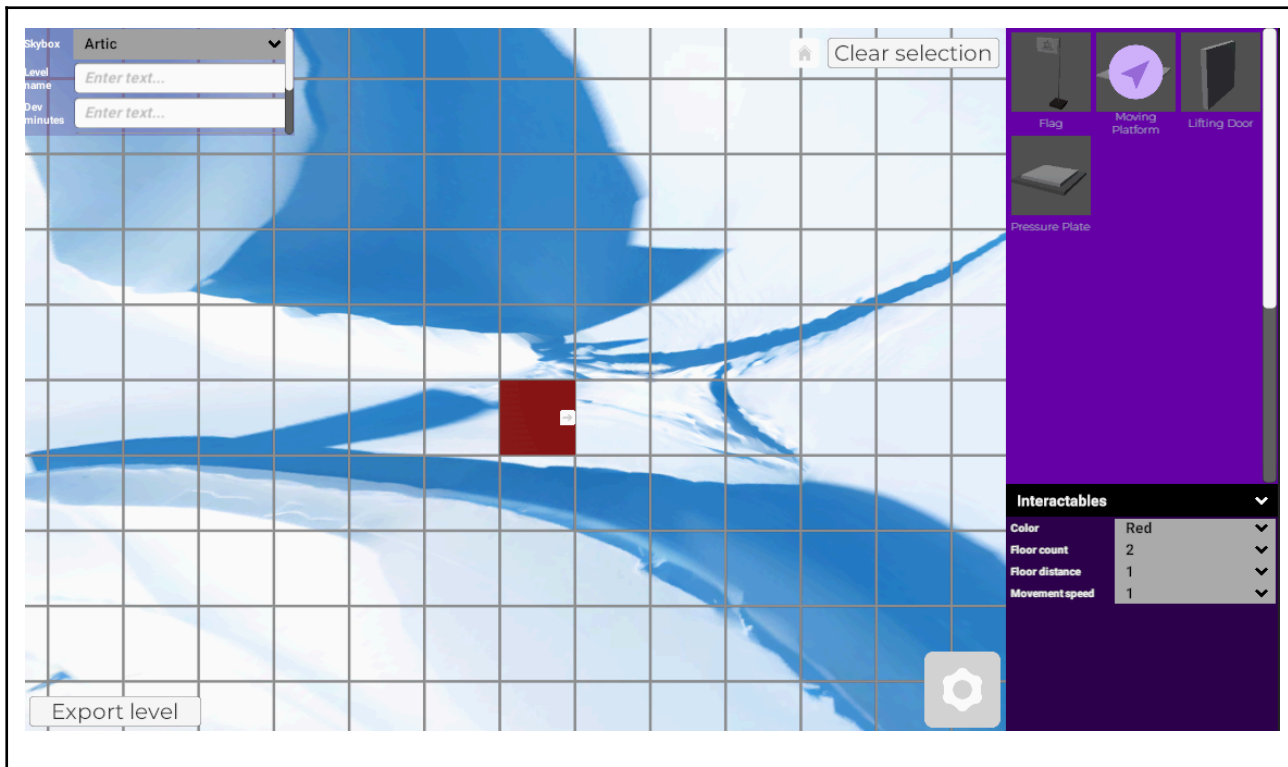 Skybox
Artic
Level
name
Enter text...
Dev
minutes
Enter text...
Clear selection
Flag
Moving
Platform
Lifting Door
Pressure Plate
Interactables
Color
Red
Floor count
2
Floor distance
1
Movement speed
1
Export level